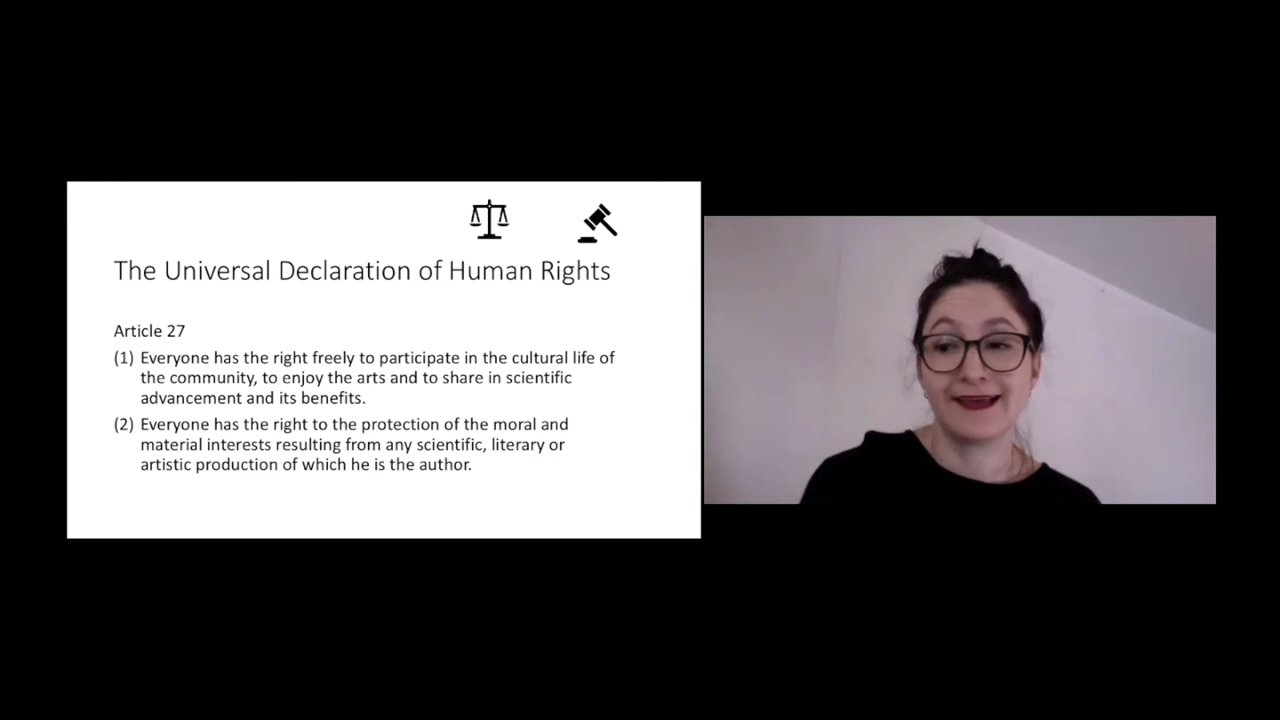 The Universal Declaration of Human Rights
Article 27
(1) Everyone has the right freely to participate in the cultural life of
the community, to enjoy the arts and to share in scientific
advancement and its benefits.
(2) Everyone has the right to the protection of the moral and
material interests resulting from any scientific, literary or
artistic production of which he is the author.